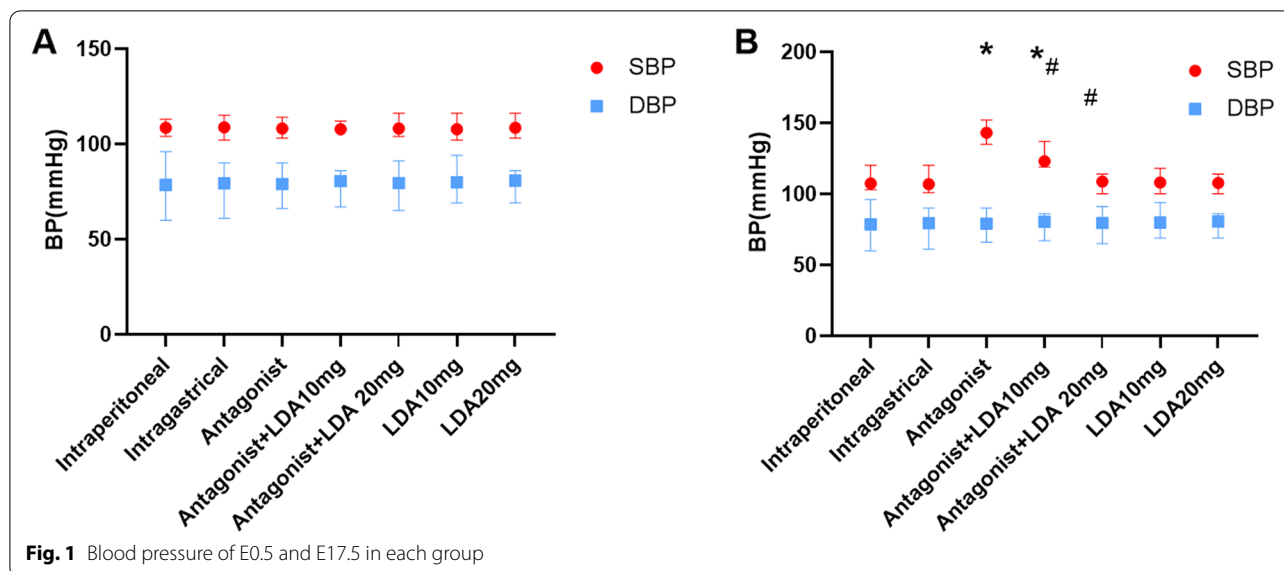 A
150
100
50
0
BP(mmHg)
SBP
DBP
Intraperitoneal
Intragastrical
Antagonist
Antagonist+LDA10mg
Antagonist+LDA 20mg
LDA10mg
LDA20mg
B
200
150
100
50
0
BP(mmHg)
*
*#
#
SBP
DBP
Intraperitoneal
Intragastrical
Antagonist
Antagonist+LDA10mg
Antagonist+LDA 20mg
LDA10mg
LDA20mg
Fig. 1 Blood pressure of E0.5 and E17.5 in each group